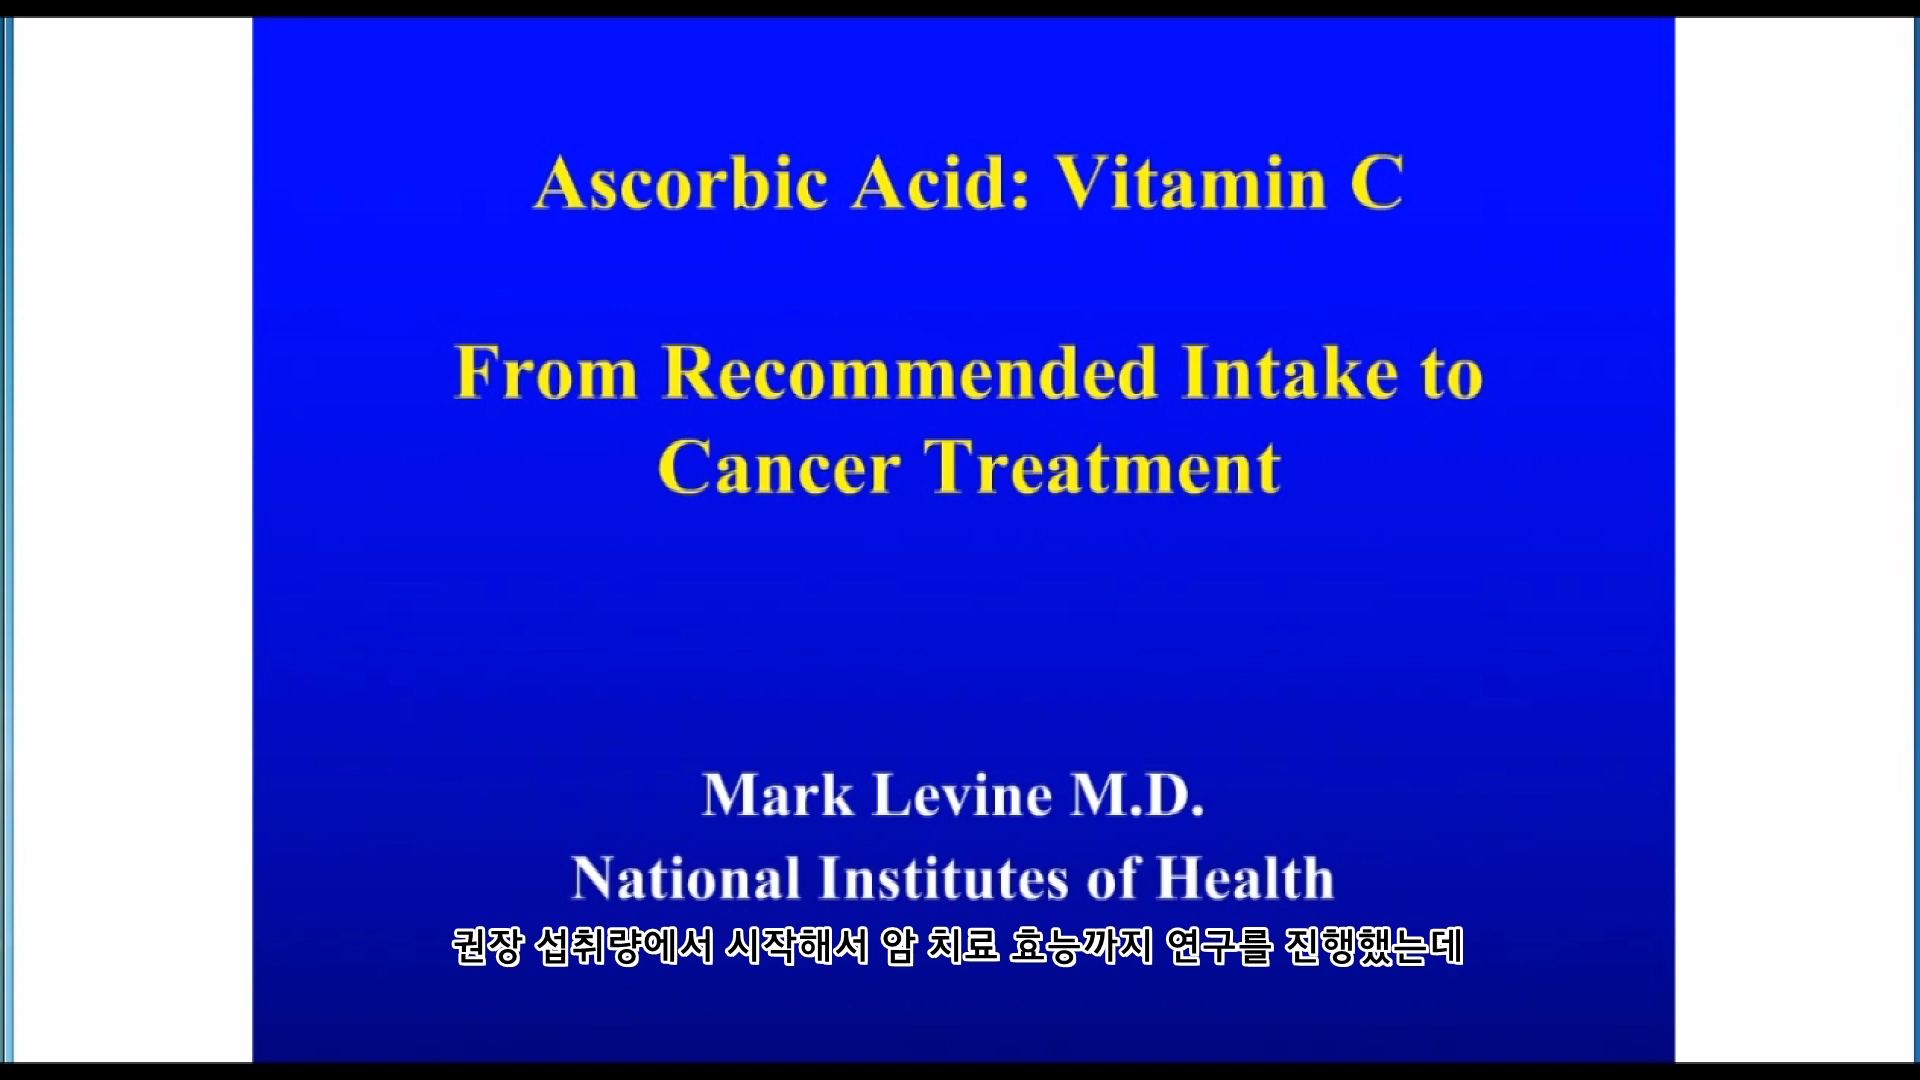 Ascorbic Acid: Vitamin C
From Recommended Intake to
Cancer Treatment
Mark Levine M.D.
National Institutes of Health
권장 섭취량에서 시작해서 암 치료 효능까지 연구를 진행했는데